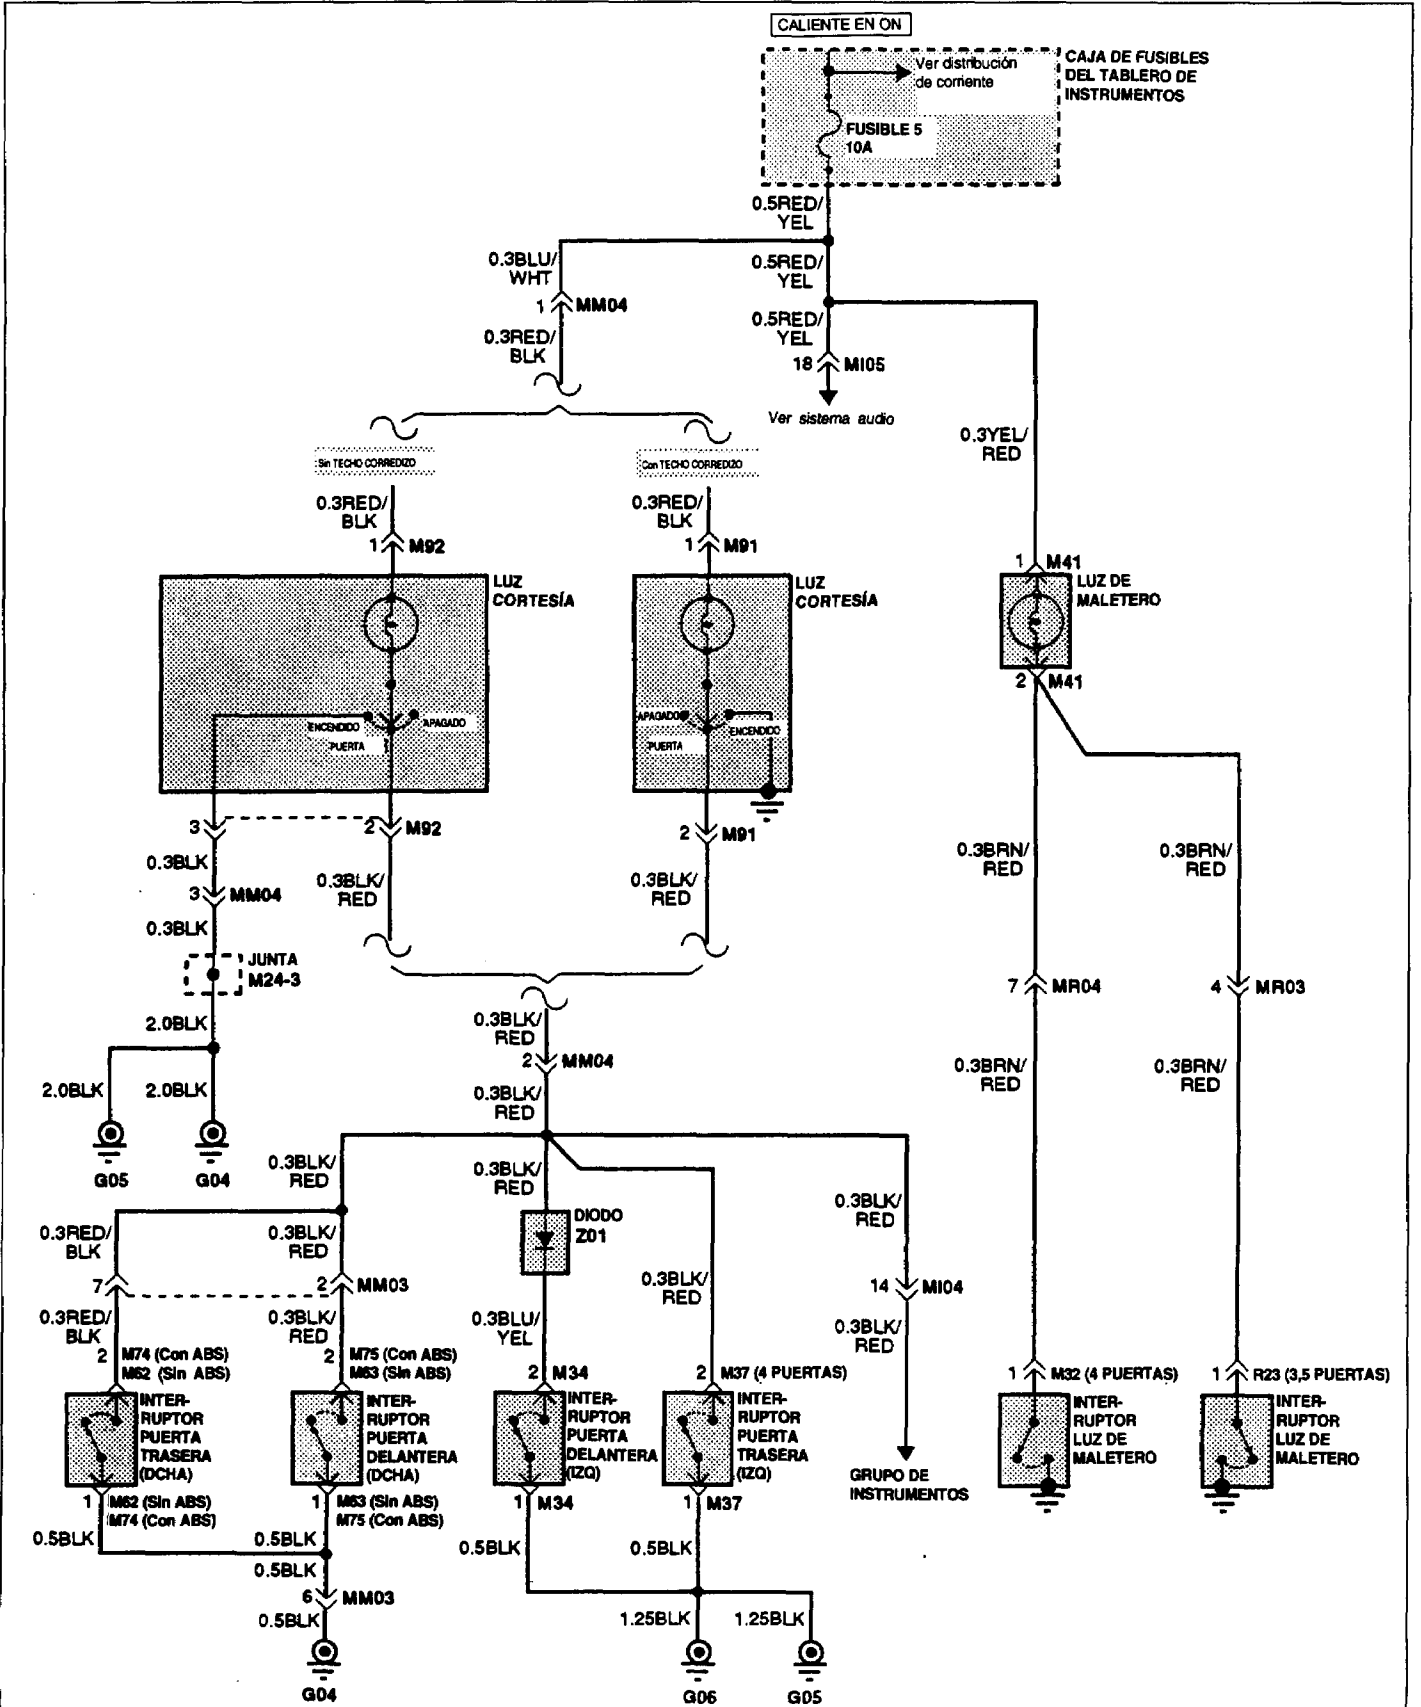 CALIENTE EN ON
Ver distribución
de corriente
CAJA DE FUSIBLES
DEL TABLERO DE
INSTRUMENTOS
FUSIBLE 5
10A
0.5RED/
YEL
0.3BLU/
WHT
0.5RED/
YEL
1 MM04
0.3RED/
BLK
0.5RED/
YEL
18 MI05
Ver sistema audio
0.3YEL/
RED
Sin TECHO CORREDIZO
Con TECHO CORREDIZO
0.3RED/
BLK
0.3RED/
BLK
1 M92
1 M91
1 M41
LUZ
CORTESÍA
LUZ
CORTESÍA
LUZ DE
MALETERO
2 M41
ENCENDIDO
APAGADO
PUERTA
APAGADO
ENCENDIDO
PUERTA
3
2 M92
2 M91
0.3BLK
0.3BLK/
RED
0.3BLK/
RED
0.3BRN/
RED
0.3BRN/
RED
3 MM04
0.3BLK
JUNTA
M24-3
7 MR04
4 MR03
2.0BLK
0.3BLK/
RED
2 MM04
0.3BRN/
RED
0.3BRN/
RED
2.0BLK
2.0BLK
0.3BLK/
RED
G05
G04
0.3BLK/
RED
0.3BLK/
RED
0.3BLK/
RED
0.3RED/
BLK
0.3BLK/
RED
DIODO
Z01
7
2 MM03
0.3BLK/
RED
14 MI04
0.3RED/
BLK
0.3BLK/
RED
0.3BLU/
YEL
0.3BLK/
RED
2 M74 (Con ABS)
M62 (Sin ABS)
2 M75 (Con ABS)
M63 (Sin ABS)
2 M34
2 M37 (4 PUERTAS)
1 M32 (4 PUERTAS)
1 R23 (3,5 PUERTAS)
INTER-
RUPTOR
PUERTA
TRASERA
(DCHA)
INTER-
RUPTOR
PUERTA
DELANTERA
(DCHA)
INTER-
RUPTOR
PUERTA
DELANTERA
(IZQ)
INTER-
RUPTOR
PUERTA
TRASERA
(IZQ)
GRUPO DE
INSTRUMENTOS
INTER-
RUPTOR
LUZ DE
MALETERO
INTER-
RUPTOR
LUZ DE
MALETERO
1 M62 (Sin ABS)
M74 (Con ABS)
1 M63 (Sin ABS)
M75 (Con ABS)
1 M34
1 M37
0.5BLK
0.5BLK
0.5BLK
0.5BLK
0.5BLK
6 MM03
0.5BLK
1.25BLK
1.25BLK
G04
G06
G05